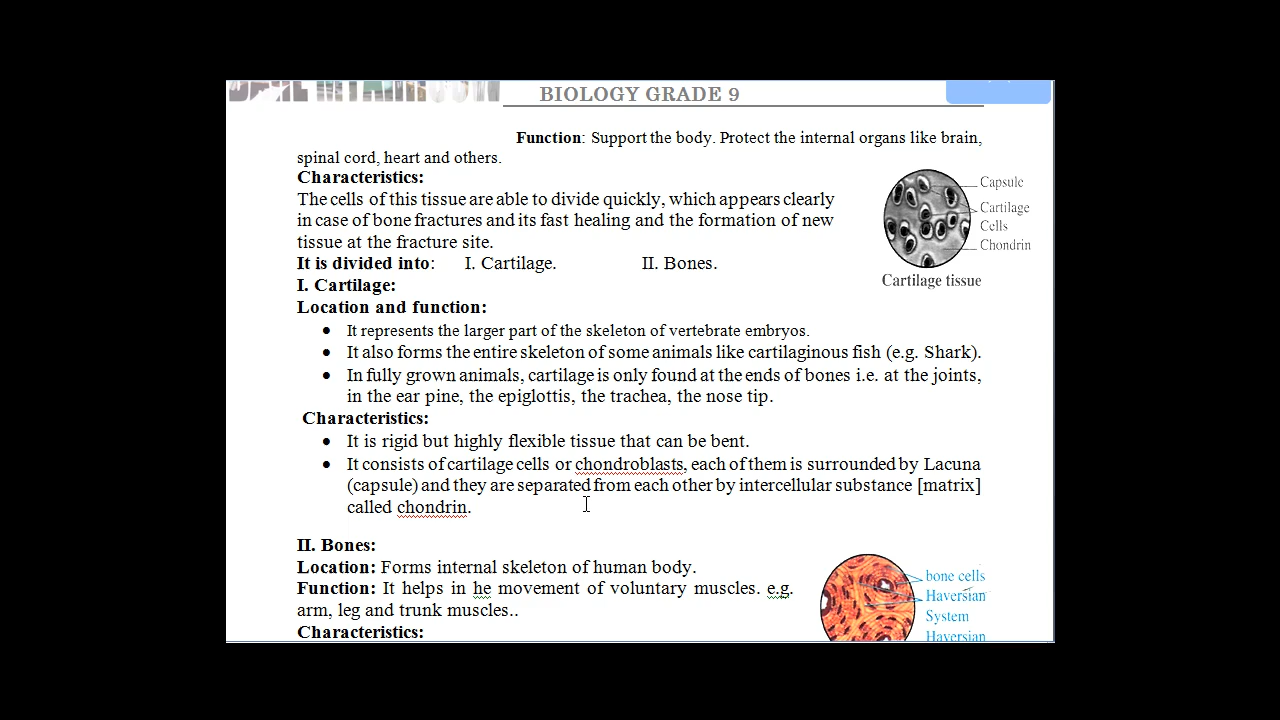 BIOLOGY GRADE 9
Function: Support the body. Protect the internal organs like brain,
spinal cord, heart and others.
Characteristics:
The cells of this tissue are able to divide quickly, which appears clearly
in case of bone fractures and its fast healing and the formation of new
tissue at the fracture site.
Capsule
Cartilage
Cells
Chondrin
Cartilage tissue
It is divided into: I. Cartilage. II. Bones.
I. Cartilage:
Location and function:
• It represents the larger part of the skeleton of vertebrate embryos.
• It also forms the entire skeleton of some animals like cartilaginous fish (e.g. Shark).
• In fully grown animals, cartilage is only found at the ends of bones i.e. at the joints,
in the ear pine, the epiglottis, the trachea, the nose tip.
Characteristics:
• It is rigid but highly flexible tissue that can be bent.
• It consists of cartilage cells or chondroblasts, each of them is surrounded by Lacuna
(capsule) and they are separated from each other by intercellular substance [matrix]
called chondrin.
II. Bones:
Location: Forms internal skeleton of human body.
Function: It helps in he movement of voluntary muscles. e.g.
arm, leg and trunk muscles..
Characteristics:
bone cells
Haversian
System
Haversian